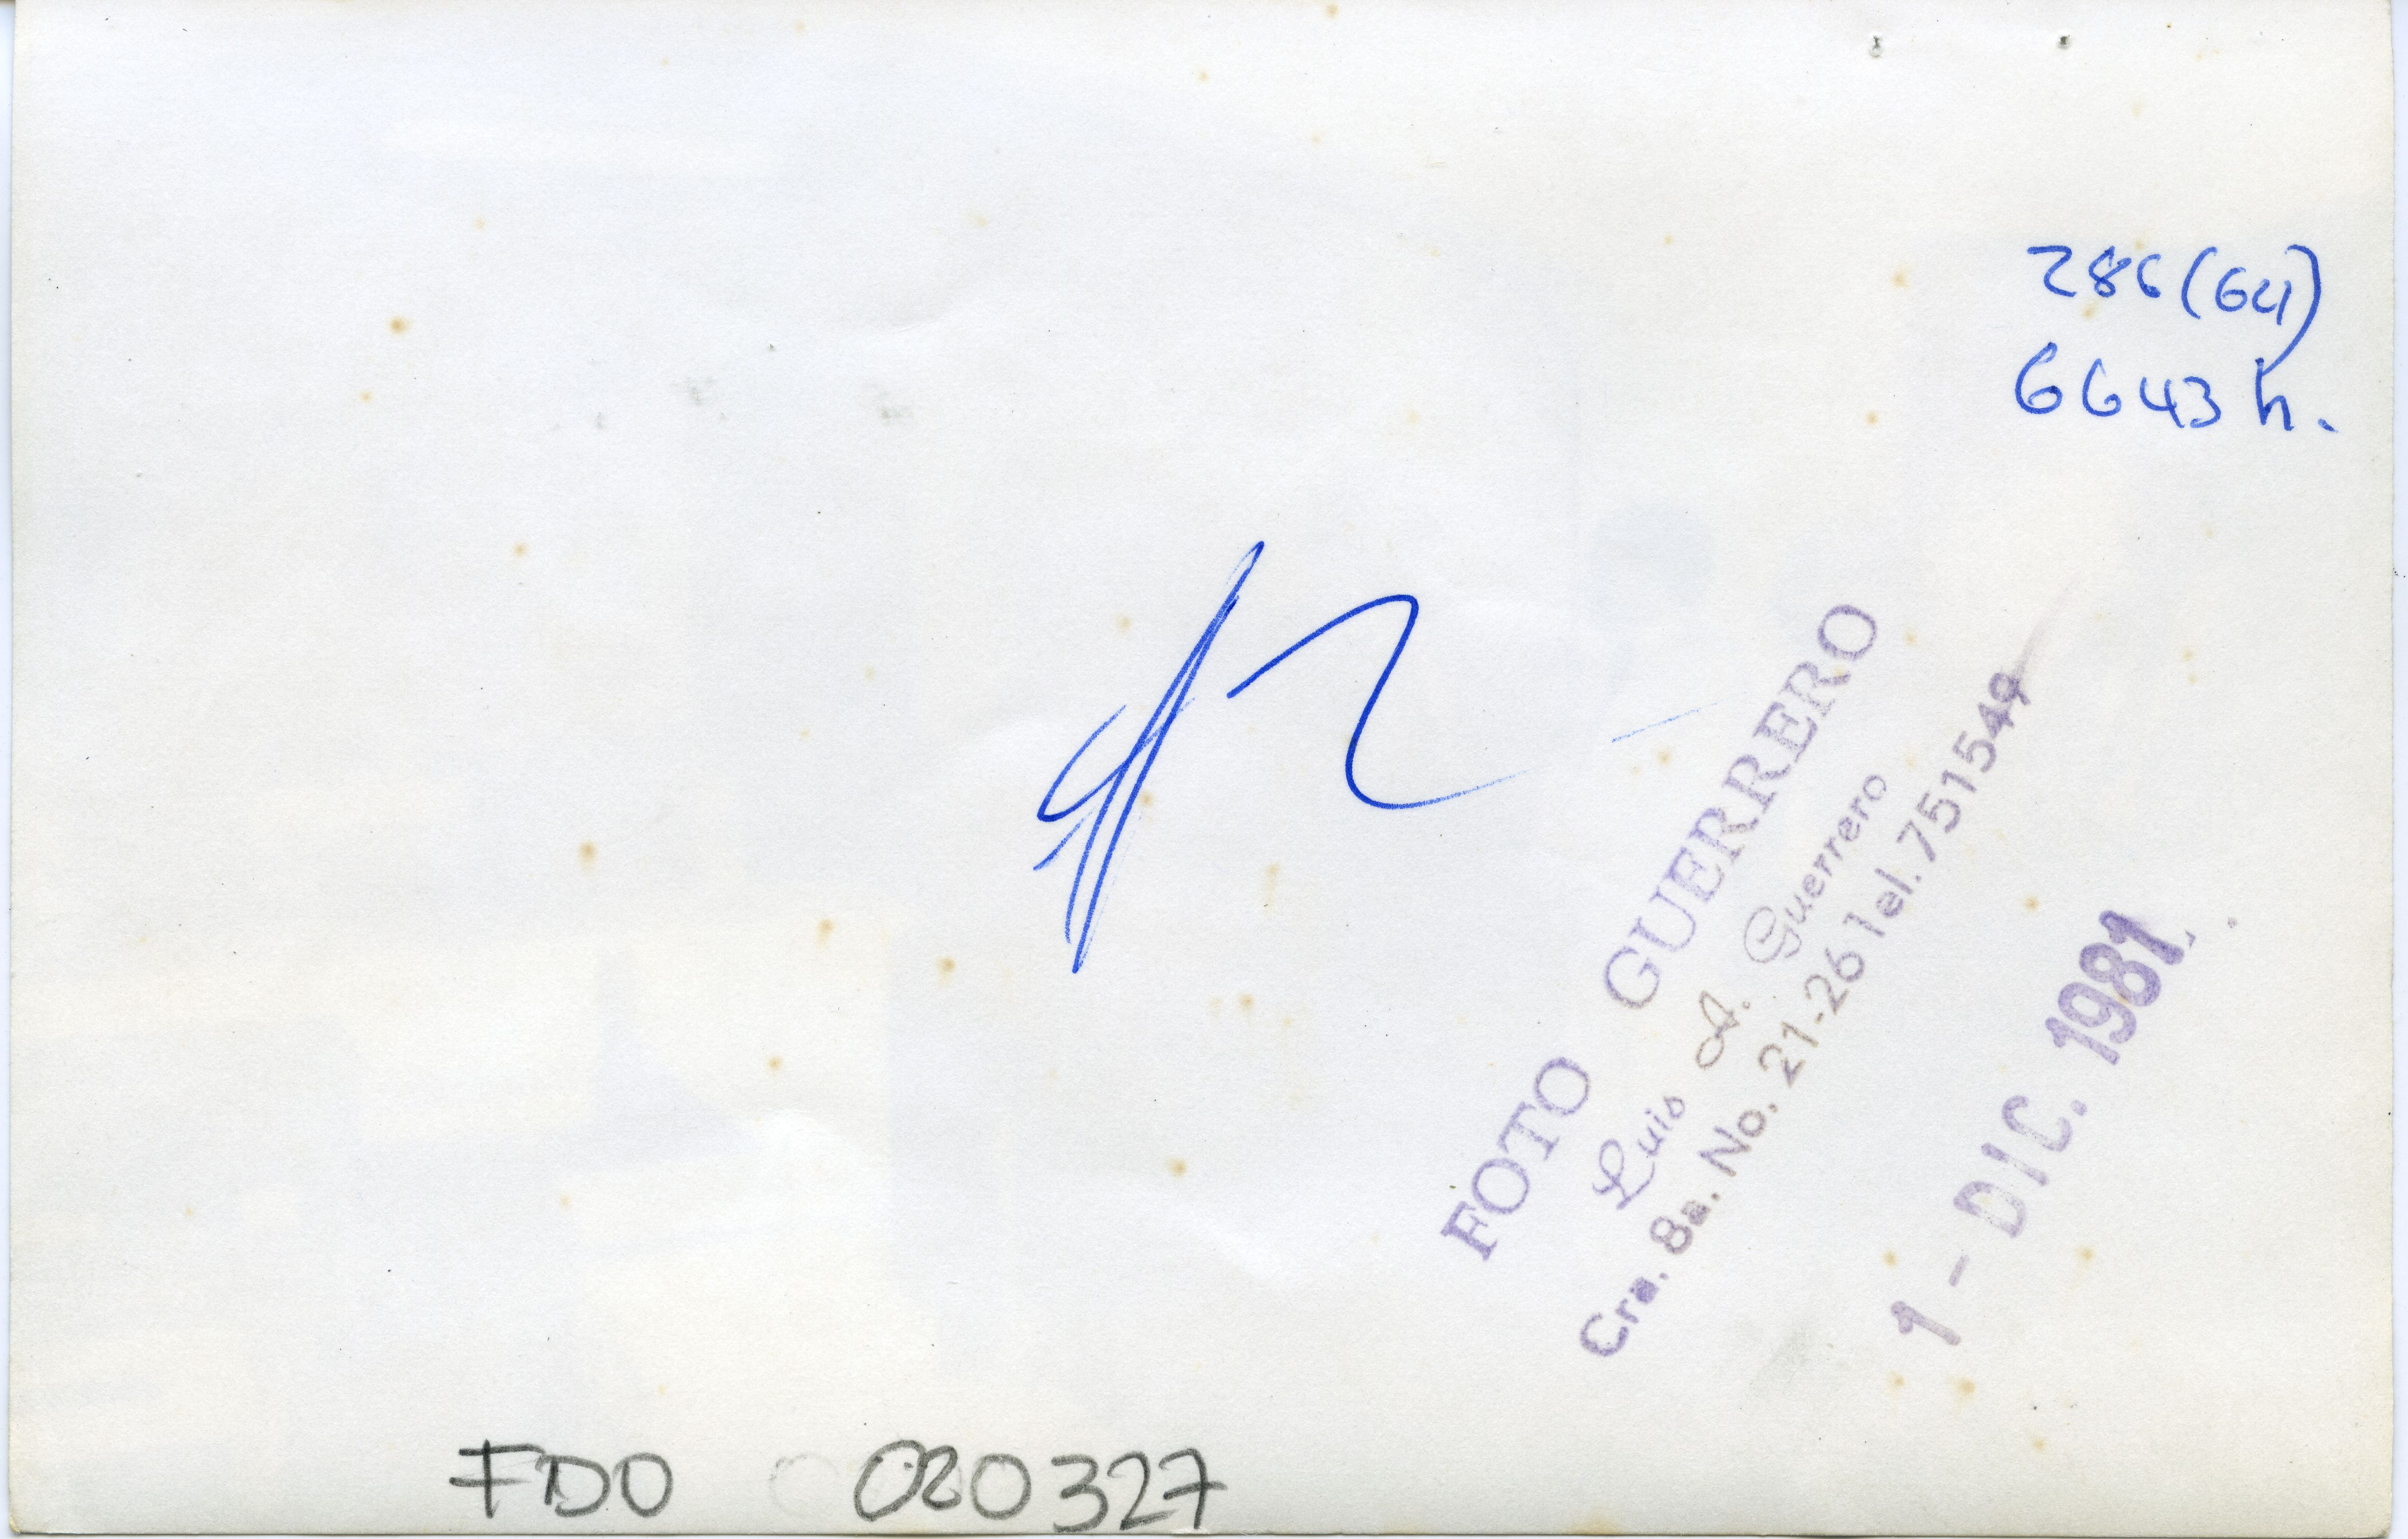 286(64)
6643 h.
FOTO GUERRERO
Luis A. Guerrero
Cra. 8a. No. 21-26 Tel. 751549
1 - DIC. 1981
FDO 020327